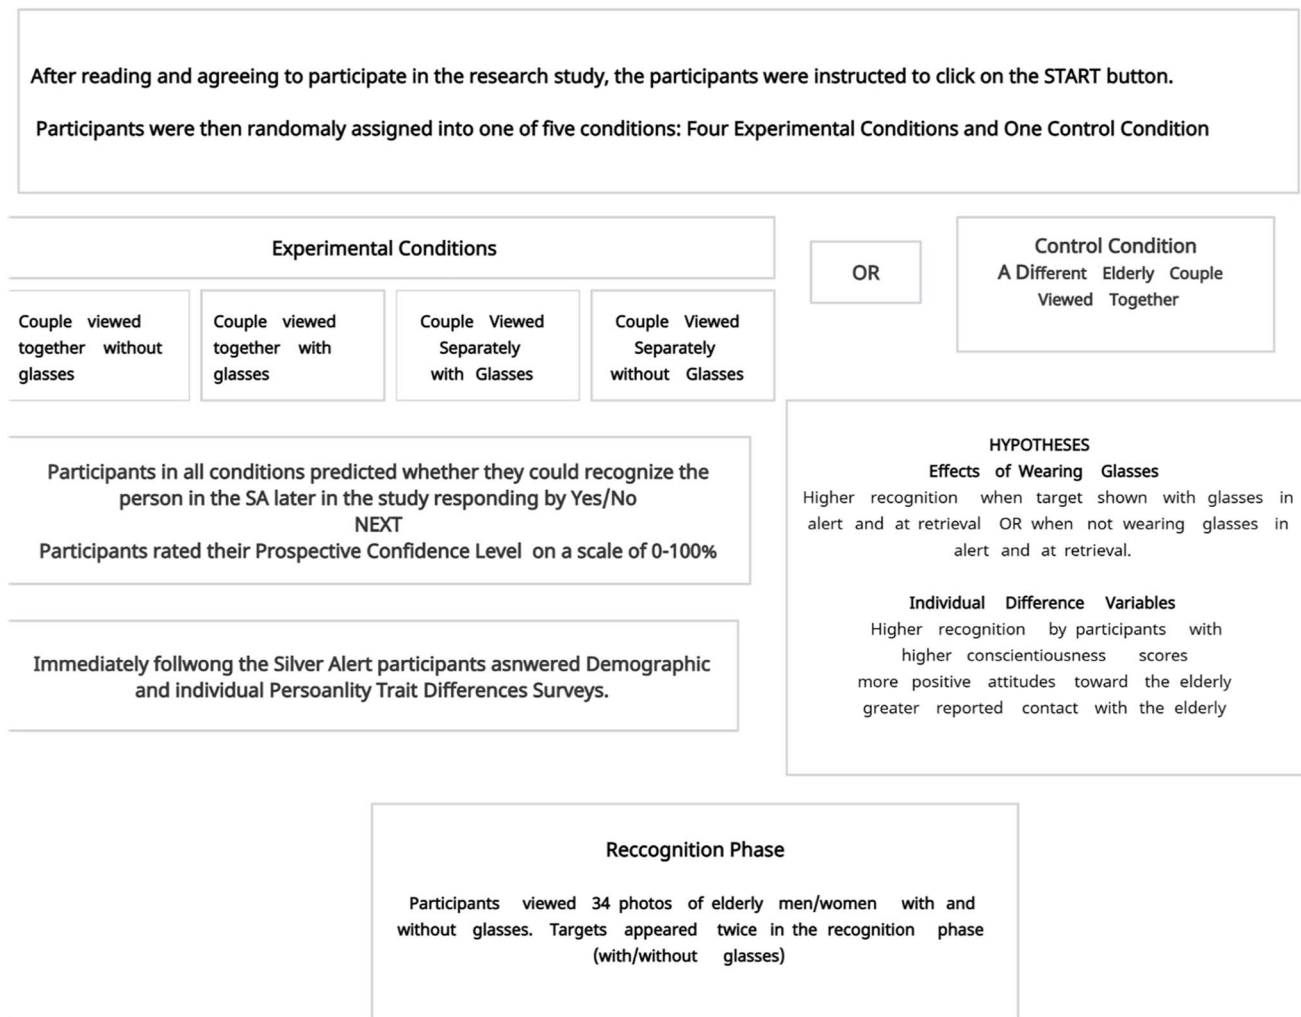 After reading and agreeing to participate in the research study, the participants were instructed to click on the START button.
Participants were then randomaly assigned into one of five conditions: Four Experimental Conditions and One Control Condition
Experimental Conditions
OR
Control Condition
A Different Elderly Couple
Viewed Together
Couple viewed
together without
glasses
Couple viewed
together with
glasses
Couple Viewed
Separately
with Glasses
Couple Viewed
Separately
without Glasses
Participants in all conditions predicted whether they could recognize the
person in the SA later in the study responding by Yes/No
NEXT
Participants rated their Prospective Confidence Level on a scale of 0-100%
HYPOTHESES
Effects of Wearing Glasses
Higher recognition when target shown with glasses in
alert and at retrieval OR when not wearing glasses in
alert and at retrieval.
Individual Difference Variables
Higher recognition by participants with
higher conscientiousness scores
more positive attitudes toward the elderly
greater reported contact with the elderly
Immediately follwong the Silver Alert participants asnwered Demographic
and individual Persoanlity Trait Differences Surveys.
Reccognition Phase
Participants viewed 34 photos of elderly men/women with and
without glasses. Targets appeared twice in the recognition phase
(with/without glasses)